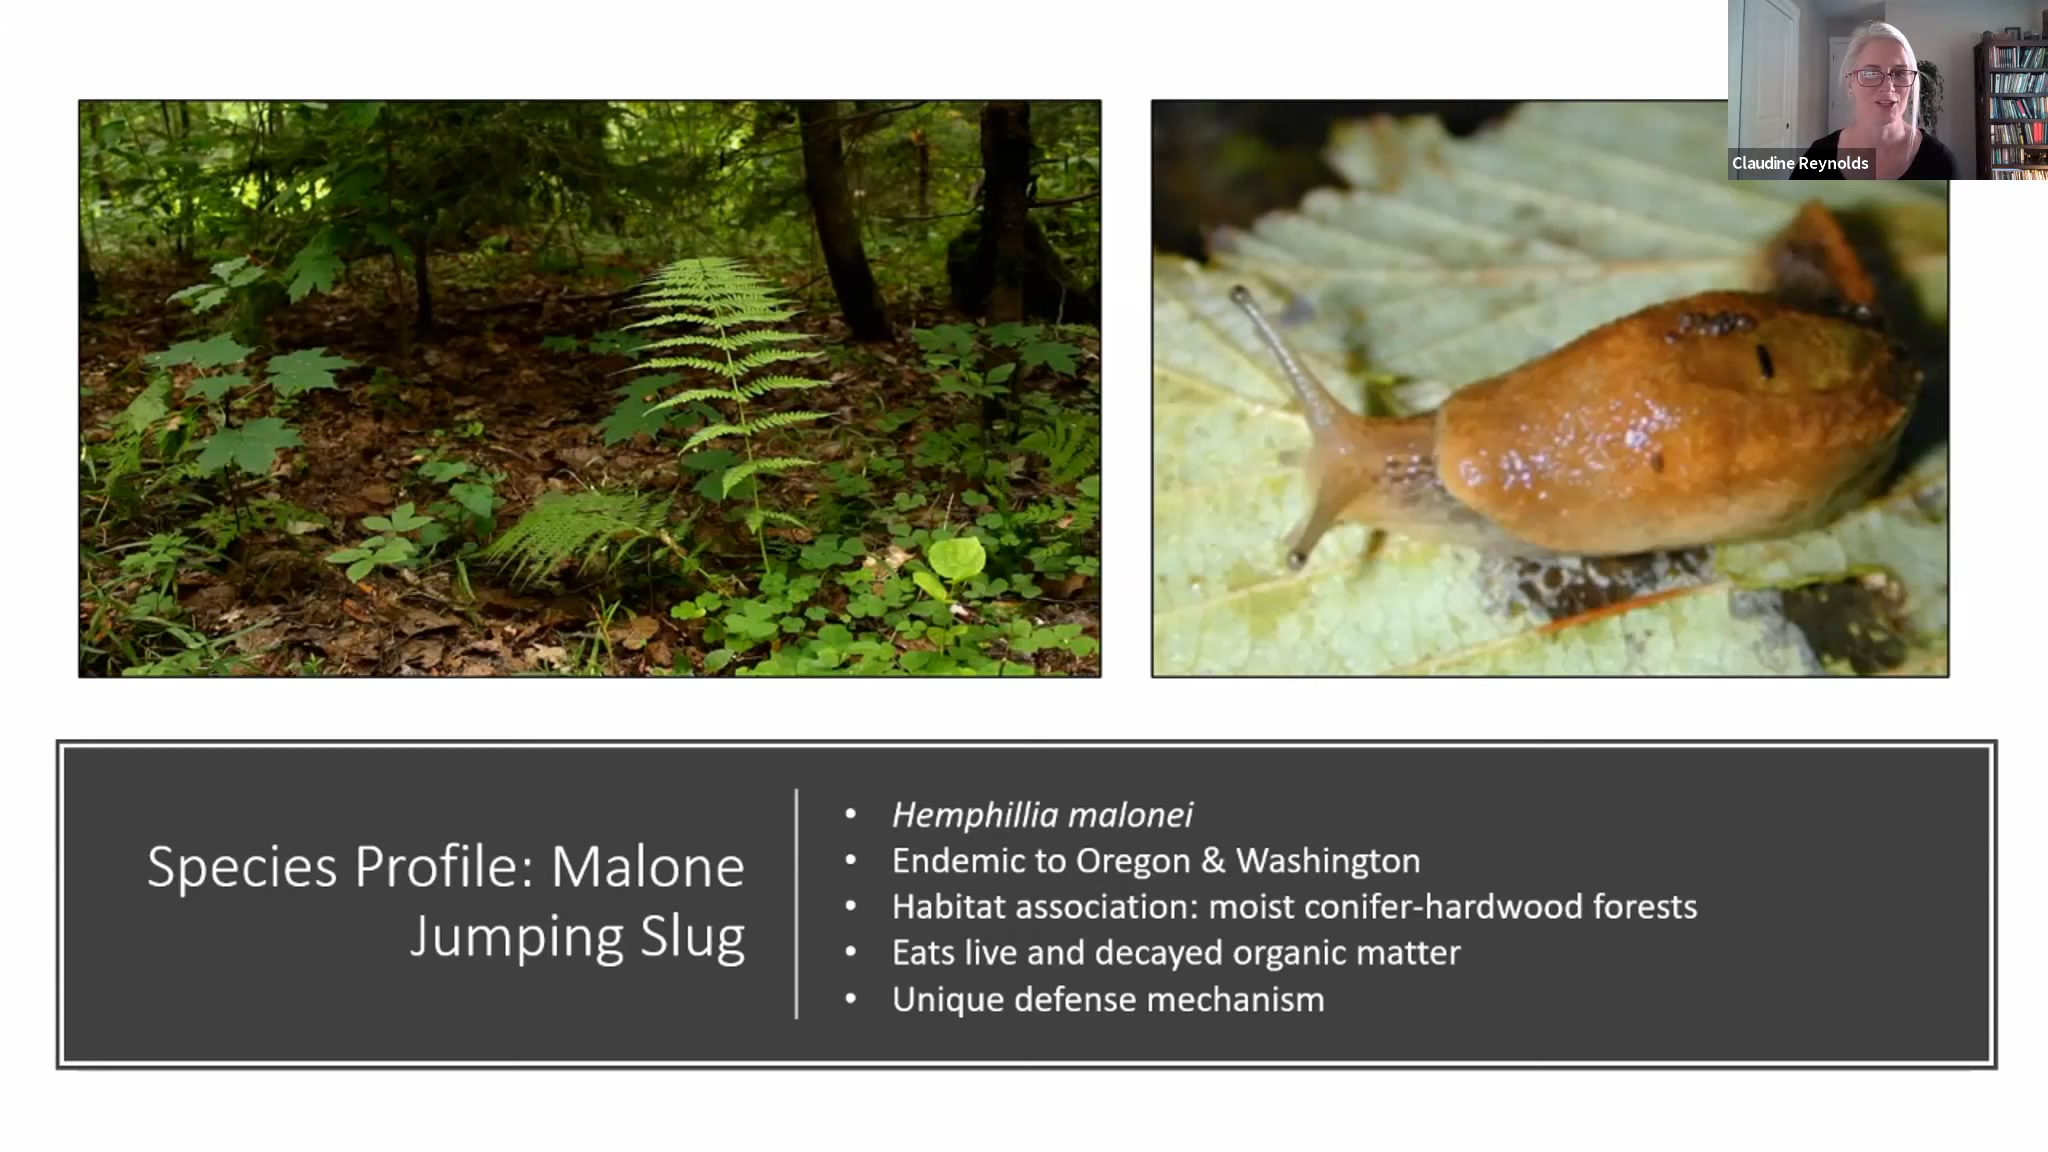 Claudine Reynolds
Species Profile: Malone
Jumping Slug
• Hemphillia malonei
• Endemic to Oregon & Washington
• Habitat association: moist conifer-hardwood forests
• Eats live and decayed organic matter
• Unique defense mechanism